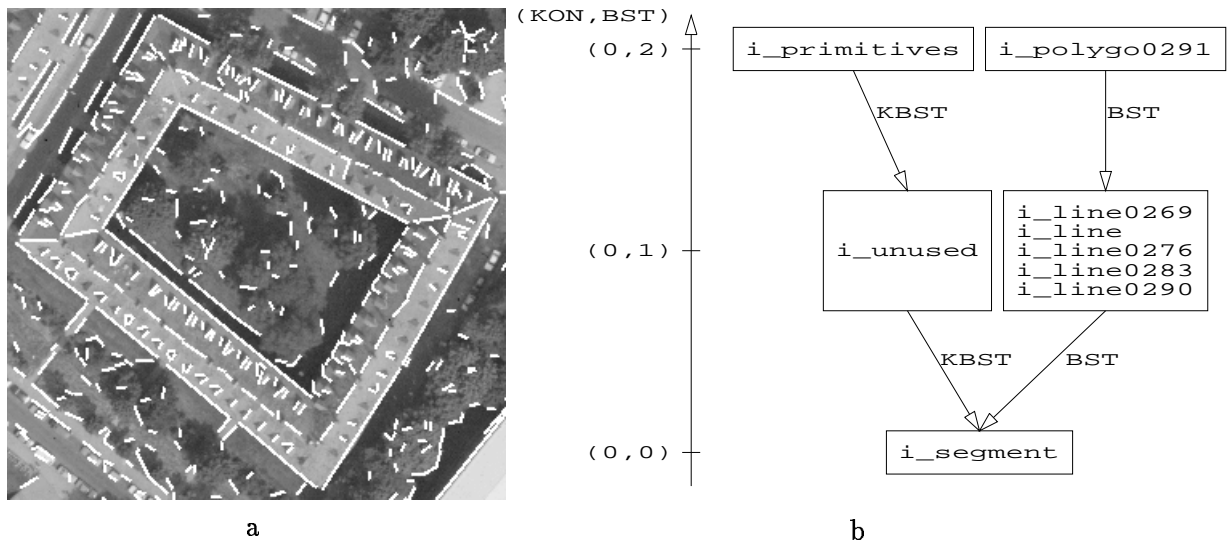 (KON,BST)
(0,2)
i_primitives
i_polygo0291
KBST
BST
(0,1)
i_unused
i_line0269
i_line
i_line0276
i_line0283
i_line0290
KBST
BST
(0,0)
i_segment
a
b